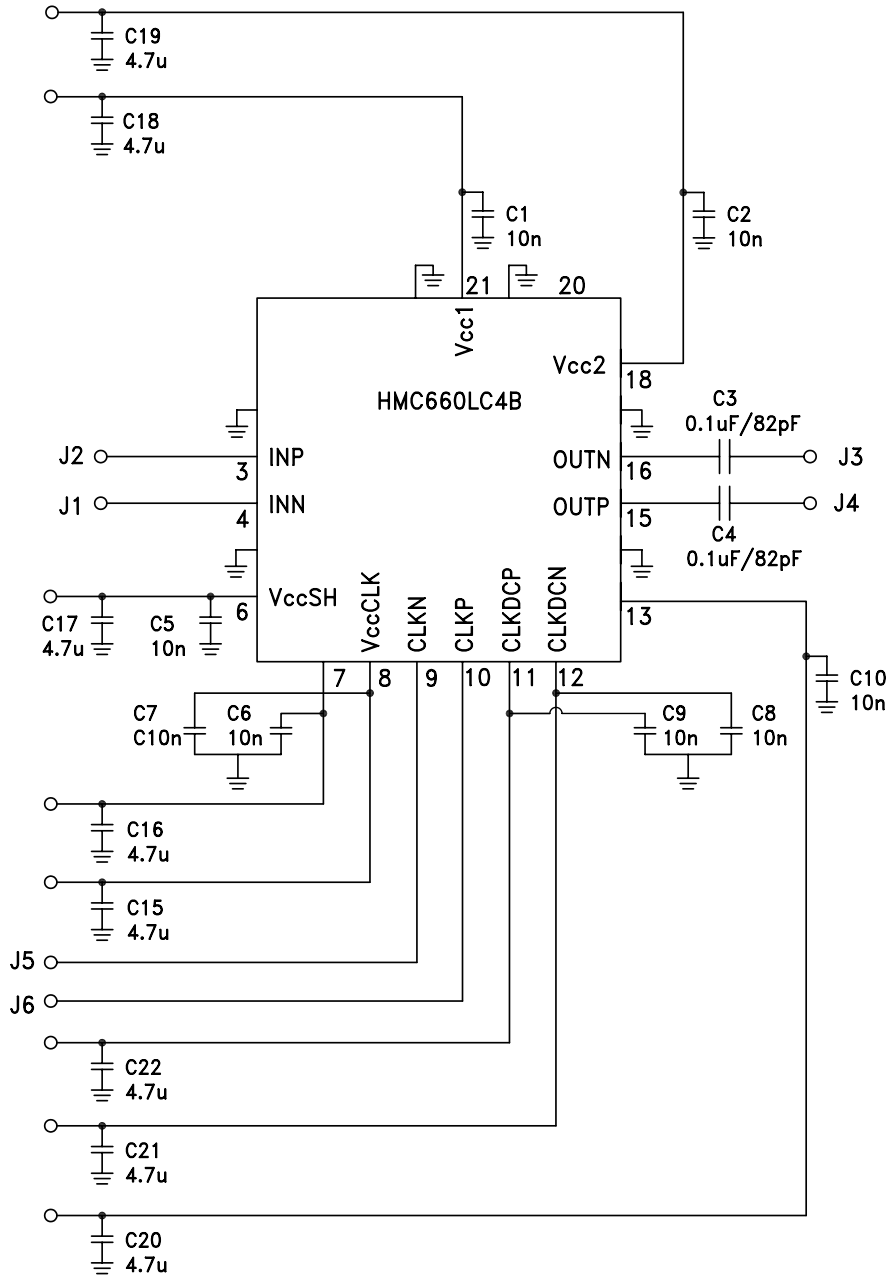 C19
4.7u
C18
4.7u
C1
10n
C2
10n
21
20
Vcc1
Vcc2
18
HMC660LC4B
C3
0.1uF/82pF
J2
INP
3
OUTN
16
J3
J1
INN
4
OUTP
15
J4
C4
0.1uF/82pF
VccSH
6
C17
4.7u
C5
10n
VccCLK
CLKN
CLKP
CLKDCP
CLKDCN
13
7
8
9
10
11
12
C10
10n
C7
C10n
C6
10n
C9
10n
C8
10n
C16
4.7u
C15
4.7u
J5
J6
C22
4.7u
C21
4.7u
C20
4.7u